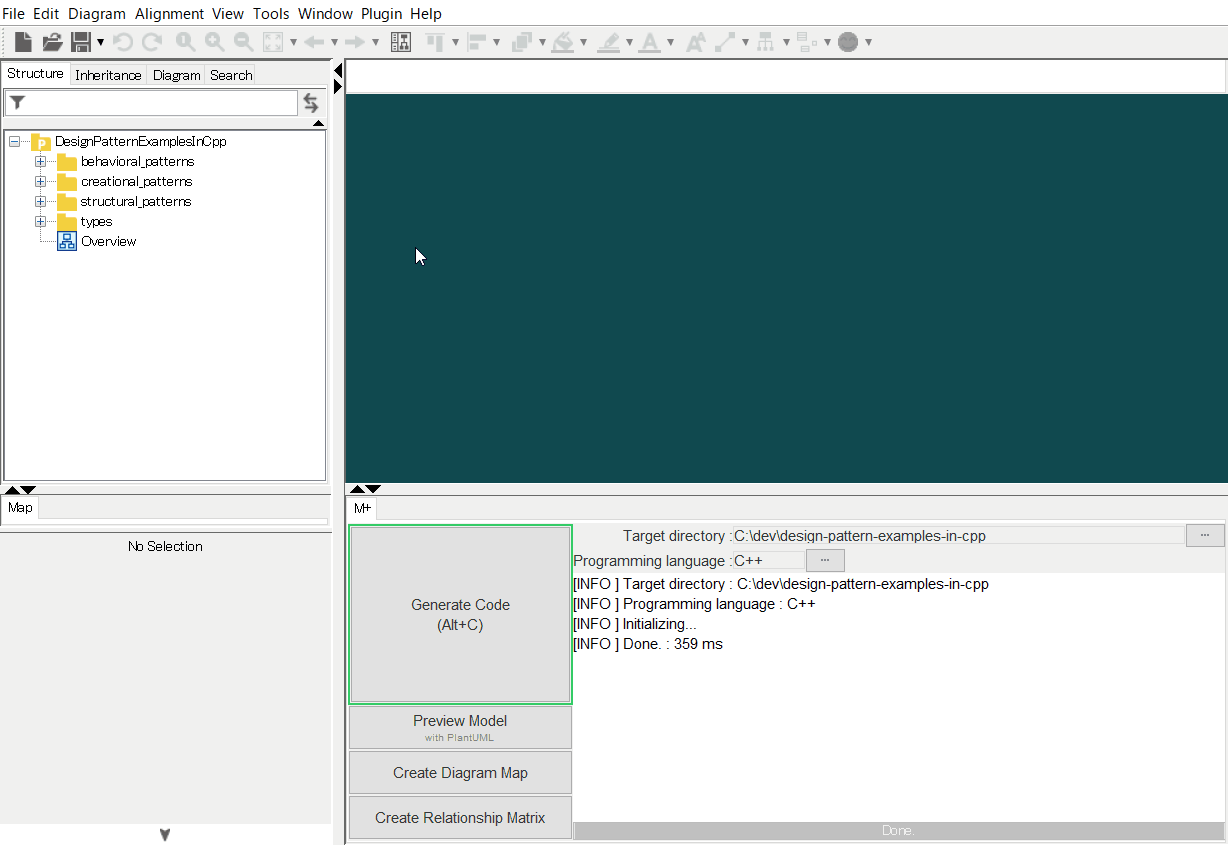 File Edit Diagram Alignment View Tools Window Plugin Help
Structure Inheritance Diagram Search
DesignPatternExamplesInCpp
behavioral_patterns
creational_patterns
structural_patterns
types
Overview
Map
No Selection
M+
Generate Code
(Alt+C)
Preview Model
with PlantUML
Create Diagram Map
Create Relationship Matrix
Target directory : C:\dev\design-pattern-examples-in-cpp ...
Programming language : C++ ...
[INFO ] Target directory : C:\dev\design-pattern-examples-in-cpp
[INFO ] Programming language : C++
[INFO ] Initializing...
[INFO ] Done. : 359 ms
Done.